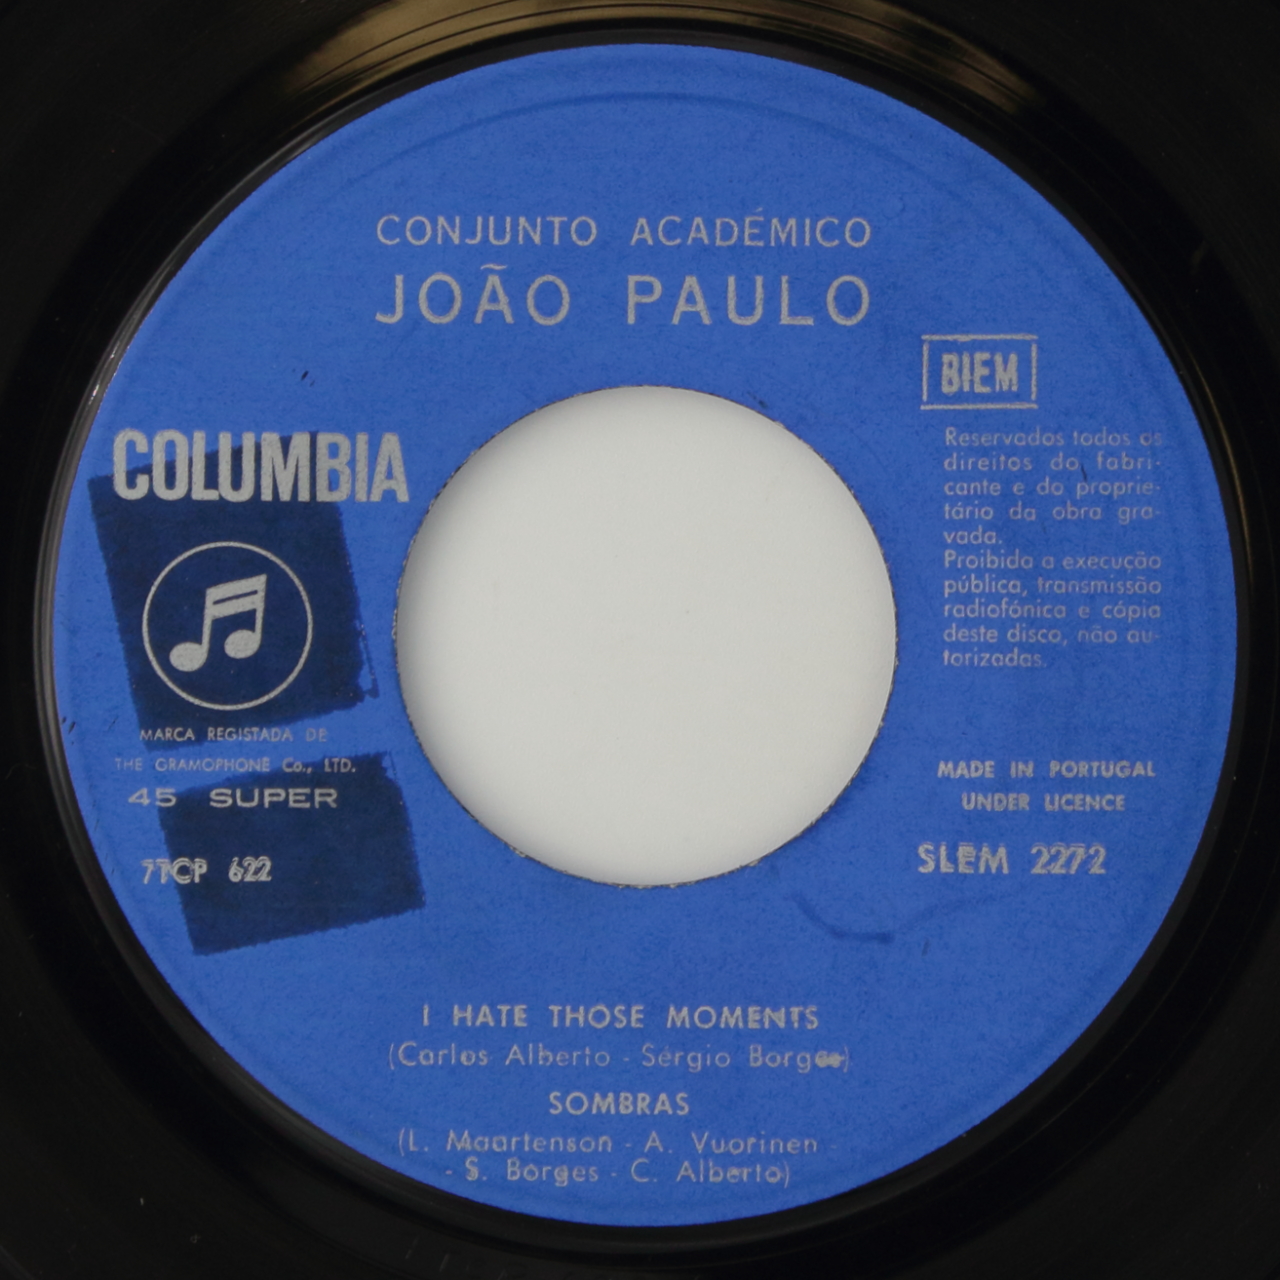 CONJUNTO ACADÉMICO
JOÃO PAULO
BIEM
Reservados todos os
direitos do fabri-
cante e do proprie-
tário da obra gra-
vada.
Proibida a execução
pública, transmissão
radiofónica e cópia
deste disco, não au-
torizadas.
COLUMBIA
MARCA REGISTADA DE
THE GRAMOPHONE Co., LTD.
45 SUPER
7TCP 622
MADE IN PORTUGAL
UNDER LICENCE
SLEM 2272
I HATE THOSE MOMENTS
(Carlos Alberto - Sérgio Borges)
SOMBRAS
(L. Maartenson - A. Vuorinen -
- S. Borges - C. Alberto)